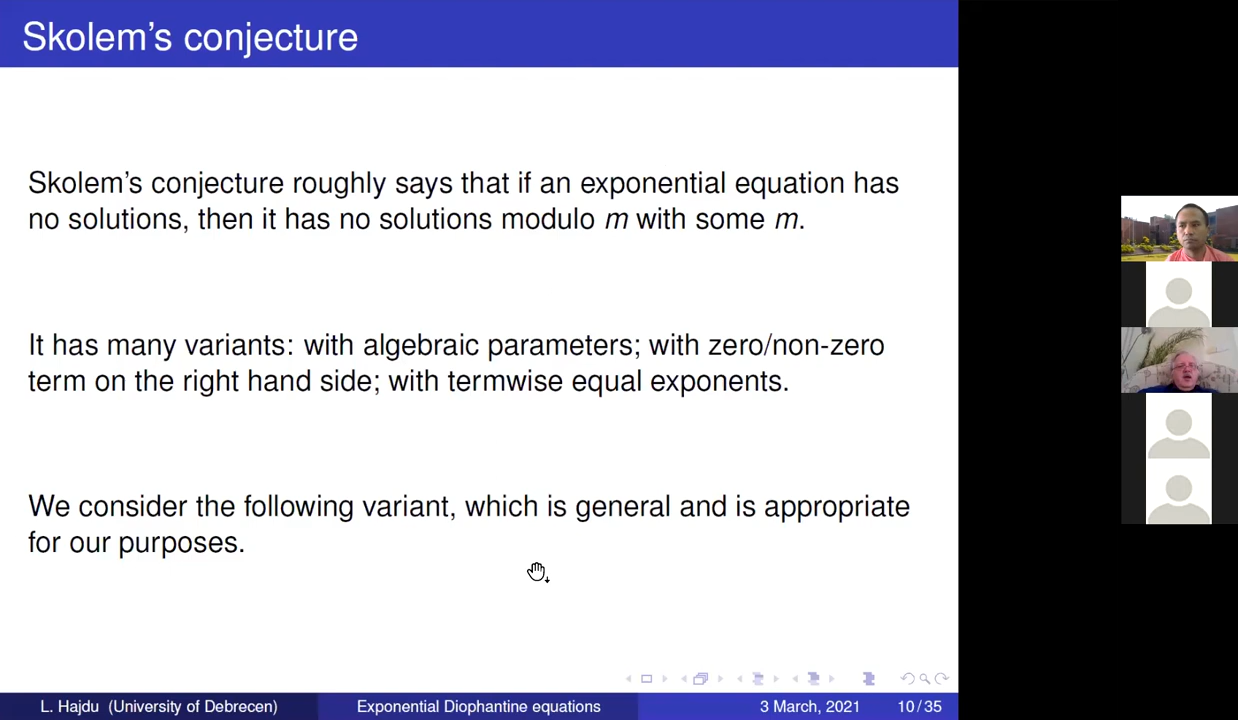 Skolem's conjecture
Skolem's conjecture roughly says that if an exponential equation has
no solutions, then it has no solutions modulo m with some m.
It has many variants: with algebraic parameters; with zero/non-zero
term on the right hand side; with termwise equal exponents.
We consider the following variant, which is general and is appropriate
for our purposes.
L. Hajdu (University of Debrecen) Exponential Diophantine equations 3 March, 2021 10 / 35